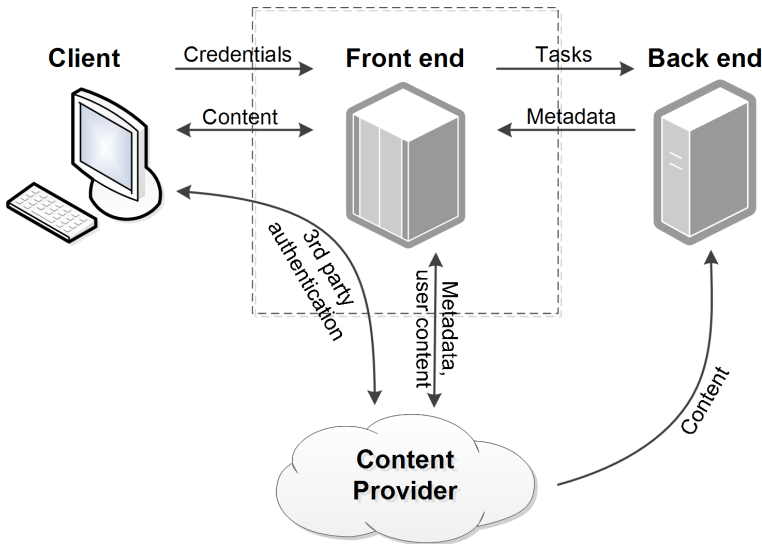 Client
Credentials
Front end
Tasks
Back end
Content
Metadata
3rd party
authentication
Metadata,
user content
Content
Content
Provider